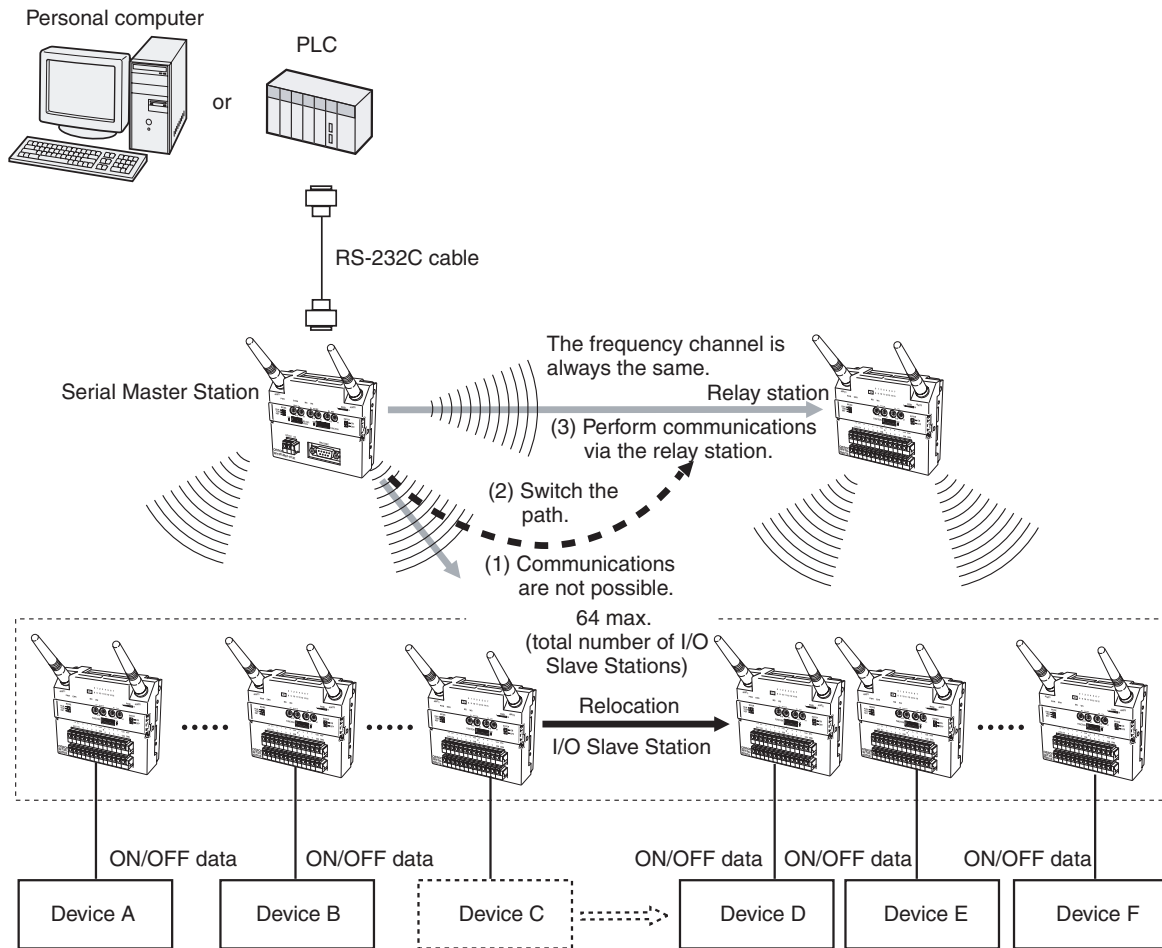 Personal computer
PLC
or
RS-232C cable
The frequency channel is
always the same.
Serial Master Station
Relay station
(3) Perform communications
via the relay station.
(2) Switch the
path.
(1) Communications
are not possible.
64 max.
(total number of I/O
Slave Stations)
Relocation
I/O Slave Station
ON/OFF data
ON/OFF data
ON/OFF data
ON/OFF data
ON/OFF data
Device A
Device B
Device C
Device D
Device E
Device F